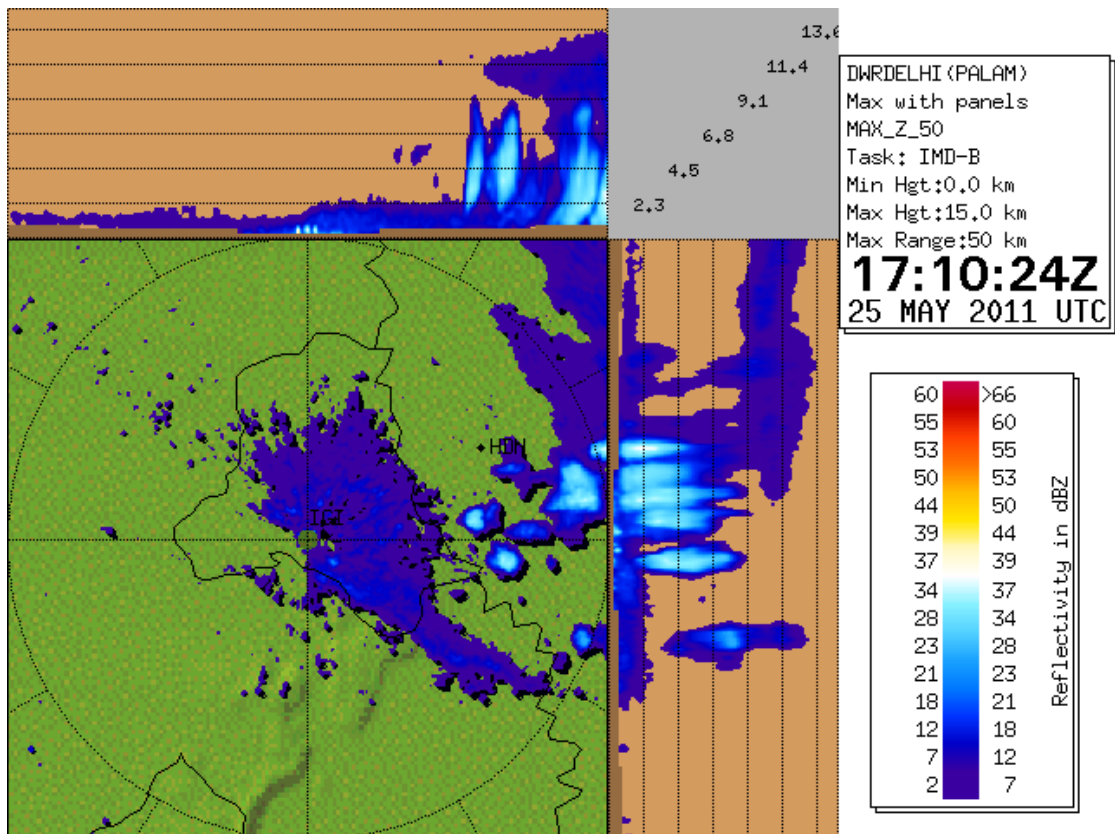 13.6
11.4
9.1
6.8
4.5
2.3
DWRDELHI(PALAM)
Max with panels
MAX_Z_50
Task: IMD-B
Min Hgt:0.0 km
Max Hgt:15.0 km
Max Range:50 km
17:10:24Z
25 MAY 2011 UTC
HDN
IGI
60 >66
55 60
53 55
50 53
44 50
39 44
37 39
34 37
28 34
23 28
21 23
18 21
12 18
7 12
2 7
Reflectivity in dBZ